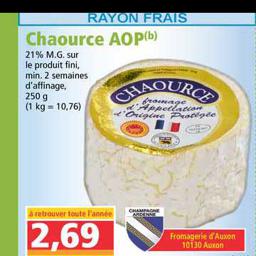 RAYON FRAIS
Chaource AOP(b)
21% M.G. sur
le produit fini,
min. 2 semaines
d'affinage,
250 g
(1 kg = 10,76)
CHAOURCE
fromage
d'Appellation
d'Origine Protégée
à retrouver toute l'année
2,69
CHAMPAGNE
ARDENNE
Fromagerie d'Auxon
10130 Auxon